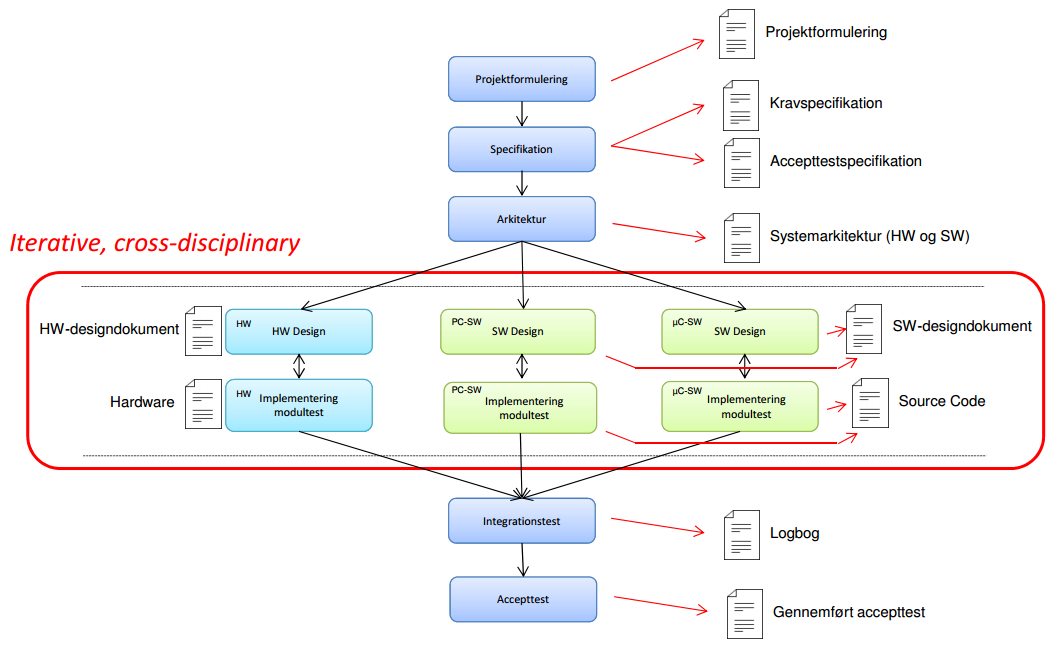 Projektformulering
Projektformulering
Kravspecifikation
Specifikation
Accepttestspecifikation
Arkitektur
Systemarkitektur (HW og SW)
Iterative, cross-disciplinary
HW-designdokument
HW
HW Design
PC-SW
SW Design
µC-SW
SW Design
SW-designdokument
Hardware
HW
Implementering
modultest
PC-SW
Implementering
modultest
µC-SW
Implementering
modultest
Source Code
Integrationstest
Logbog
Accepttest
Gennemført accepttest